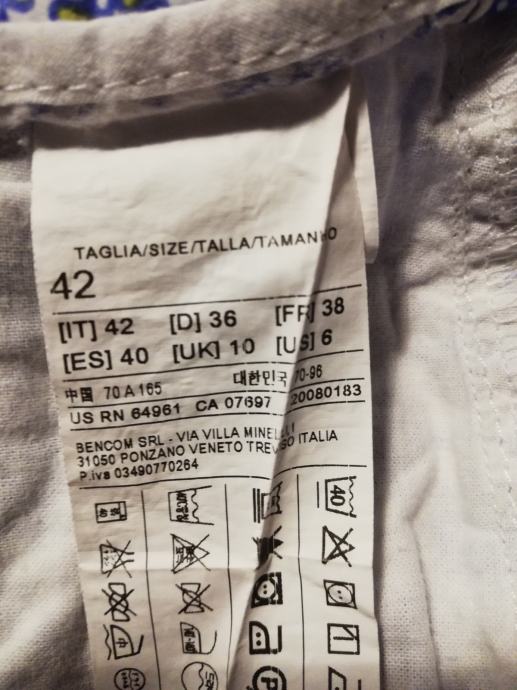 TAGLIA/SIZE/TALLA/TAMANHO
42
[IT] 42 [D] 36 [FR] 38
[ES] 40 [UK] 10 [US] 6
中国 70 A 165 대한민국 70-96
US RN 64961 CA 07697 20080183
BENCOM SRL - VIA VILLA MINELLI
31050 PONZANO VENETO TREVISO ITALIA
P.iva 03490770264
40